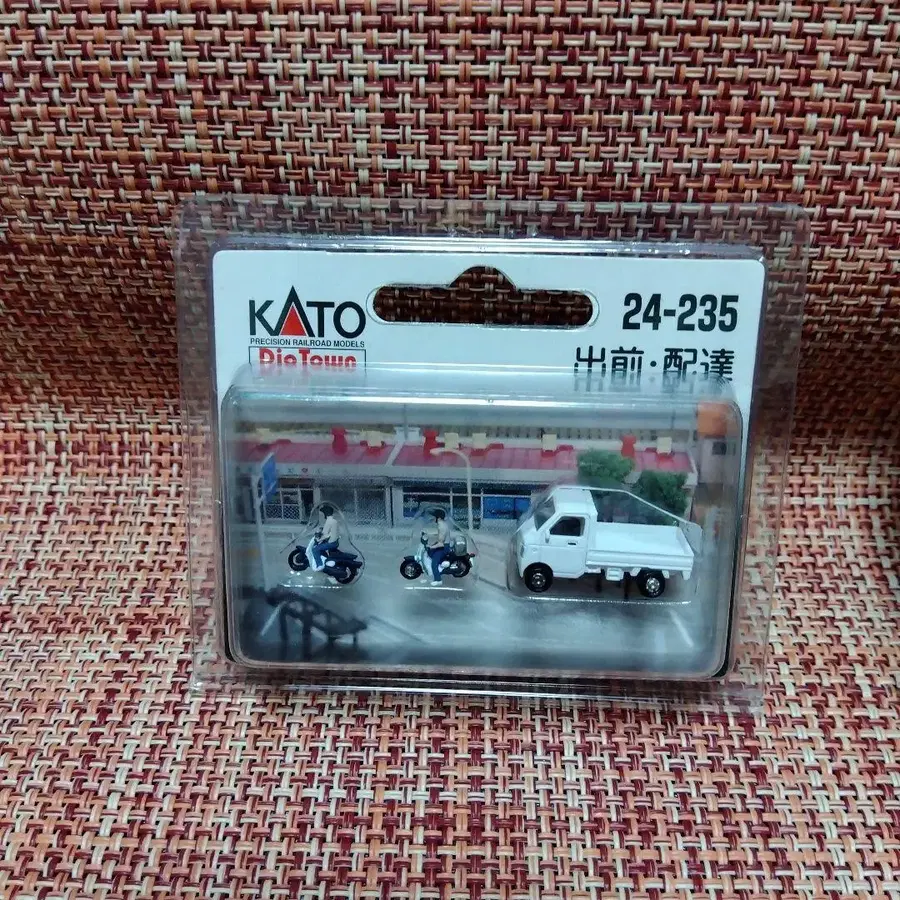 KATO
PRECISION RAILROAD MODELS
DioTown
24-235
出前・配達